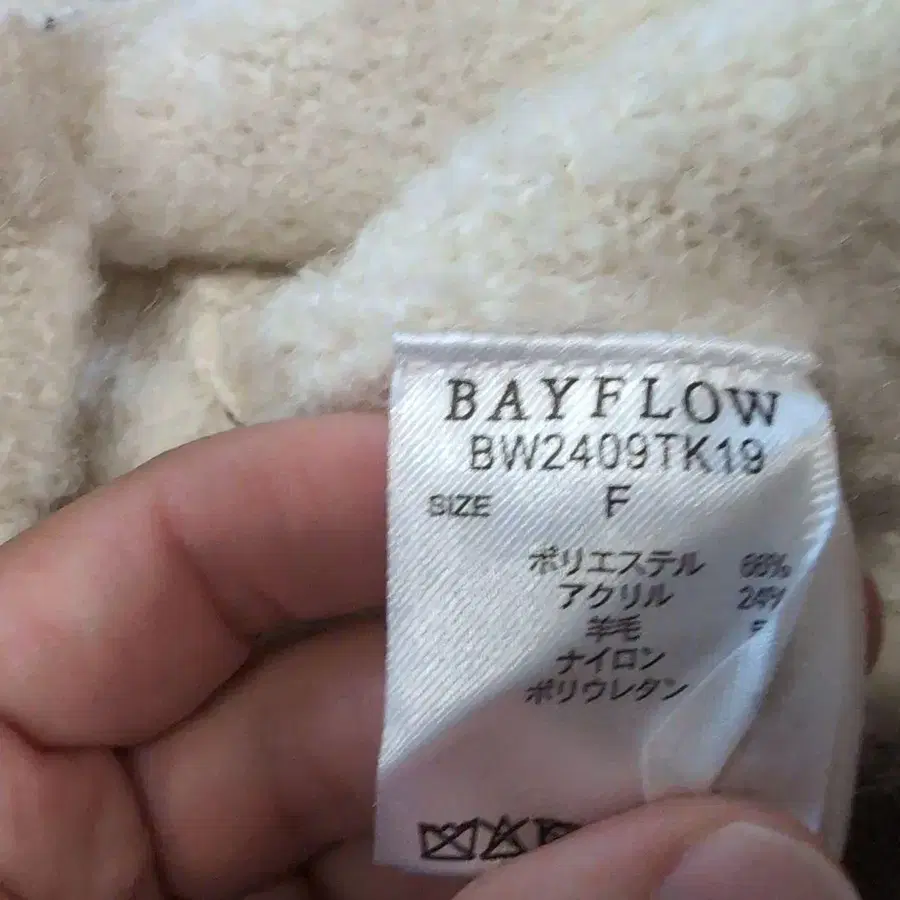 BAYFLOW
BW2409TK19
SIZE F
ポリエステル 66%
アクリル 24%
羊毛
ナイロン
ポリウレタン